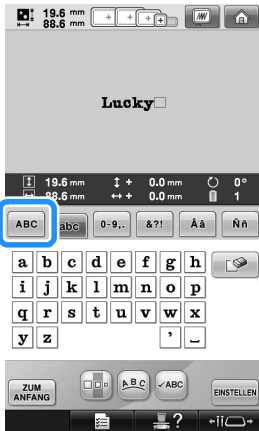 19.6 mm
88.6 mm
Lucky
19.6 mm + 0.0 mm 0°
88.6 mm + 0.0 mm 1
ABC abc 0-9,. &?! Ââ Ññ
a b c d e f g h
i j k l m n o p
q r s t u v w x
y z ' _
ZUM ANFANG ABC ✓ABC EINSTELLEN
?